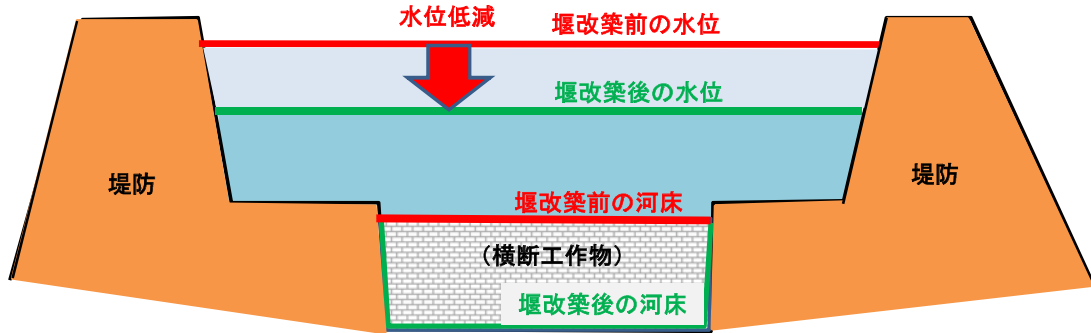 水位低減
堰改築前の水位
堰改築後の水位
堤防
堤防
堰改築前の河床
(横断工作物)
堰改築後の河床